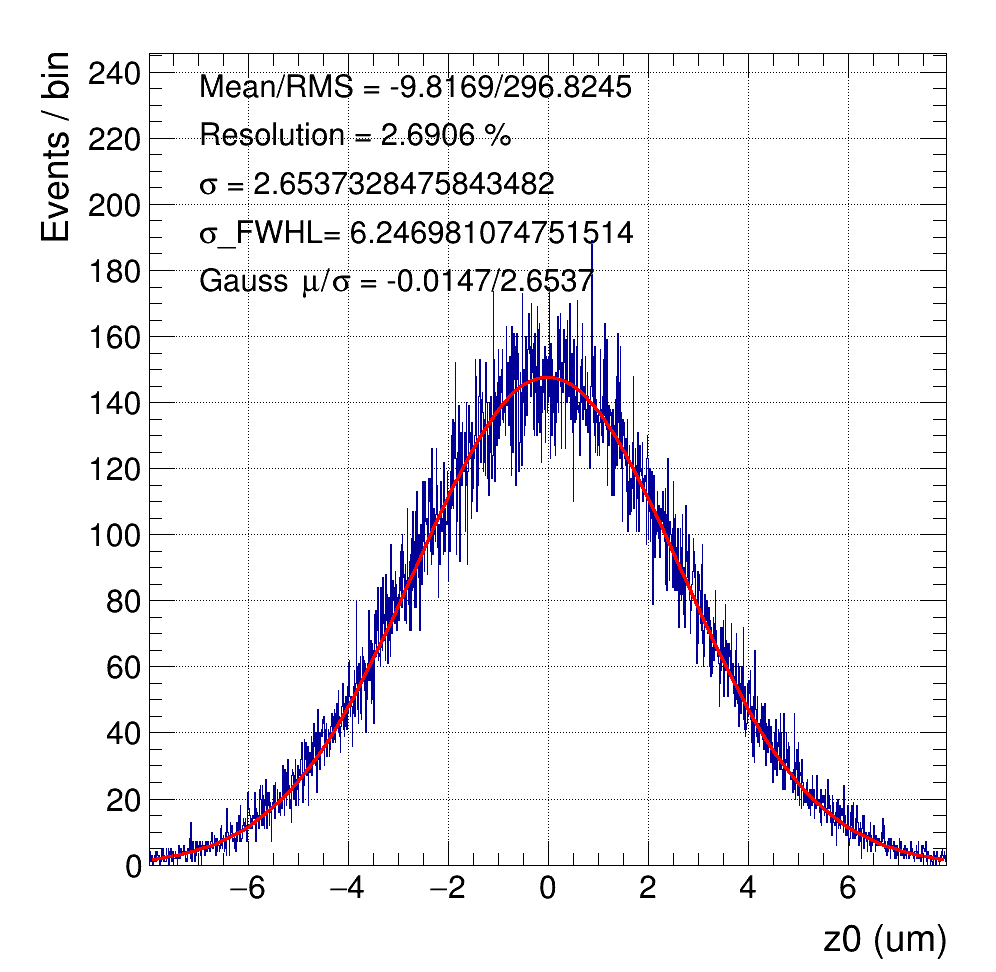 Events / bin
240
220
200
180
160
140
120
100
80
60
40
20
0
Mean/RMS = -9.8169/296.8245
Resolution = 2.6906 %
σ = 2.6537328475843482
σ_FWHL= 6.246981074751514
Gauss μ/σ = -0.0147/2.6537
−6 −4 −2 0 2 4 6
z0 (um)